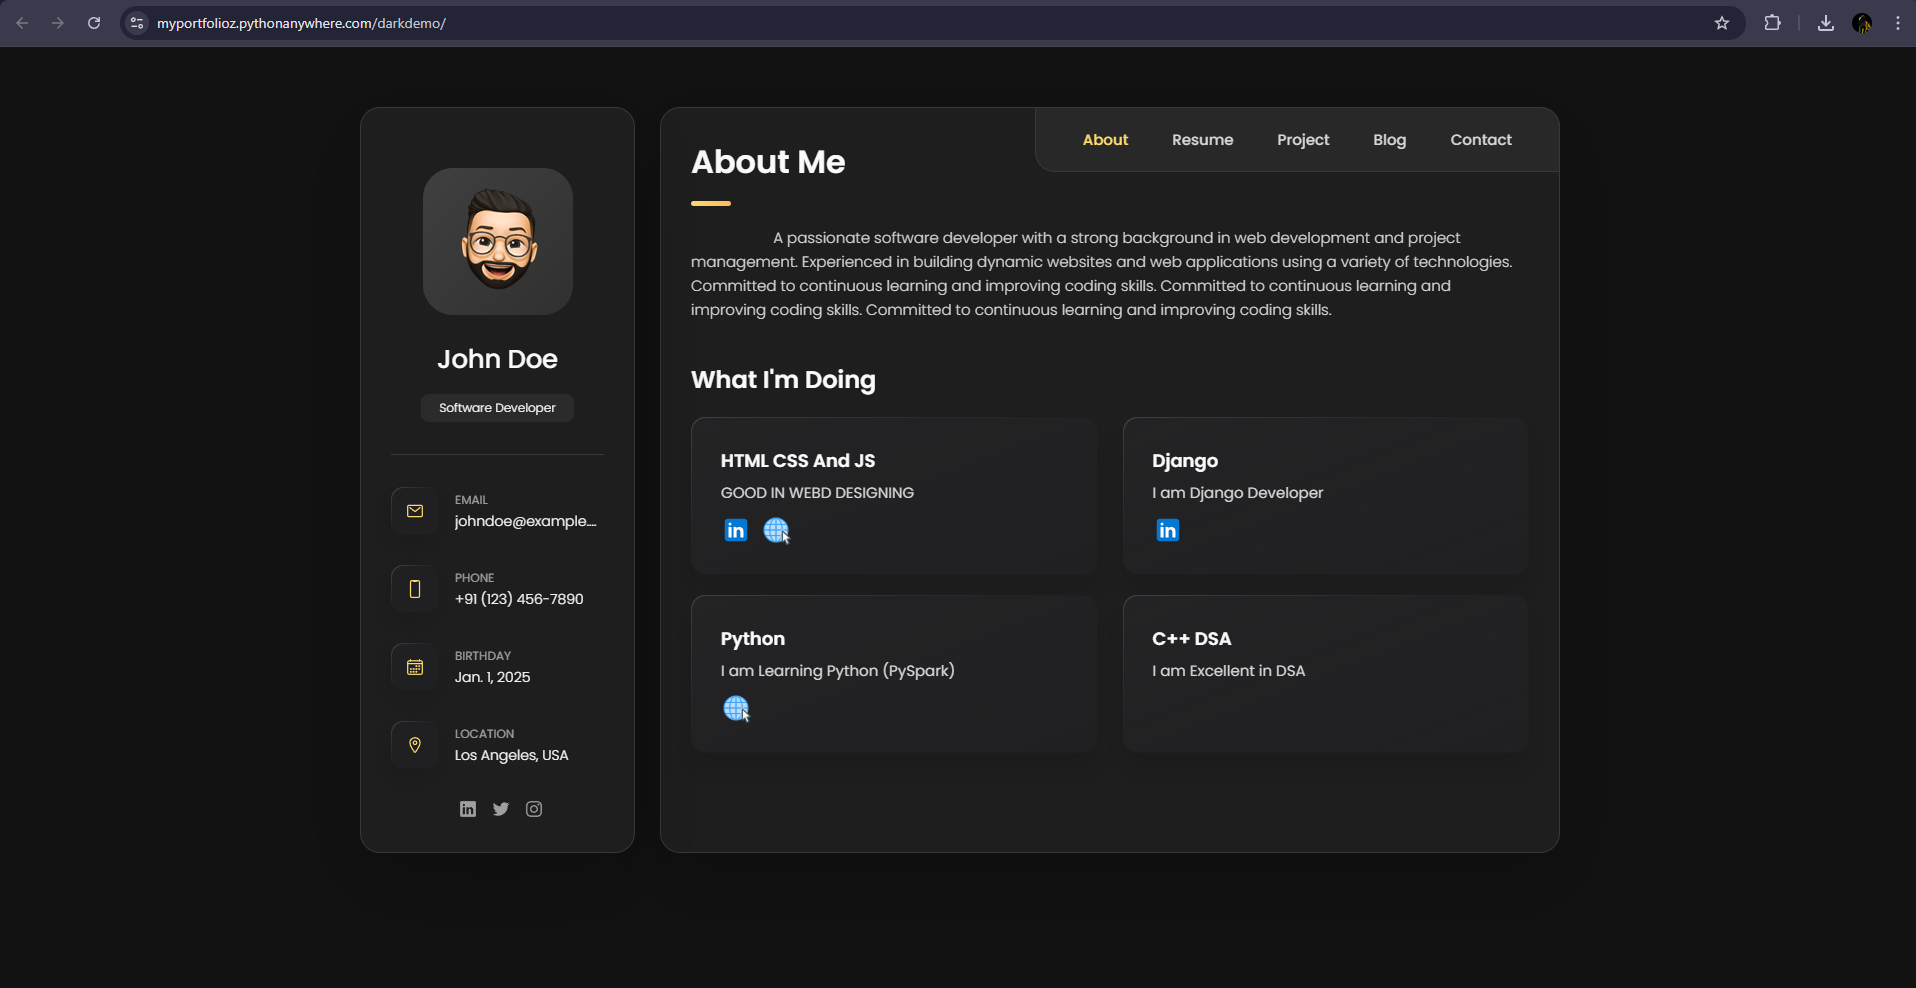 myportfolioz.pythonanywhere.com/darkdemo/
John Doe
Software Developer
EMAIL
johndoe@example....
PHONE
+91 (123) 456-7890
BIRTHDAY
Jan. 1, 2025
LOCATION
Los Angeles, USA
About
Resume
Project
Blog
Contact
About Me
A passionate software developer with a strong background in web development and project
management. Experienced in building dynamic websites and web applications using a variety of technologies.
Committed to continuous learning and improving coding skills. Committed to continuous learning and
improving coding skills. Committed to continuous learning and improving coding skills.
What I'm Doing
HTML CSS And JS
GOOD IN WEBD DESIGNING
Django
I am Django Developer
Python
I am Learning Python (PySpark)
C++ DSA
I am Excellent in DSA